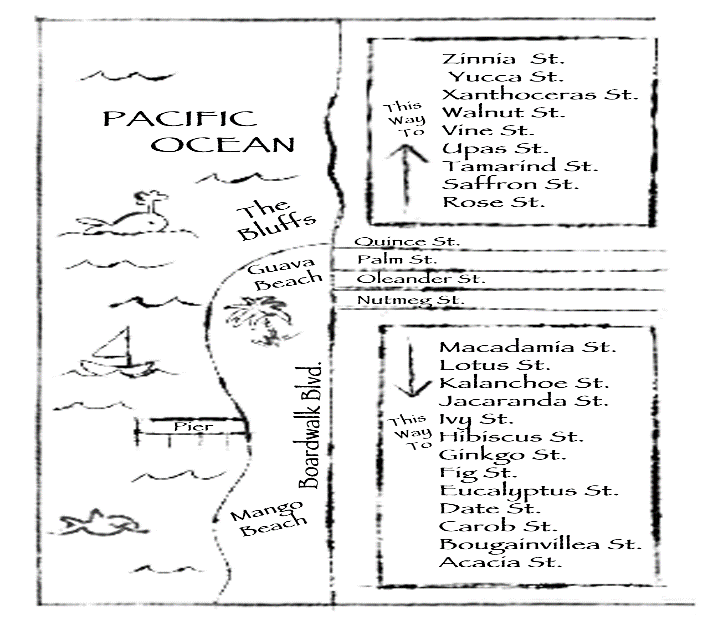 PACIFIC
OCEAN
The
Bluffs
Guava
Beach
Pier
Mango
Beach
Boardwalk Blvd.
This
Way
To
Zinnia St.
Yucca St.
Xanthoceras St.
Walnut St.
Vine St.
Upas St.
Tamarind St.
Saffron St.
Rose St.
Quince St.
Palm St.
Oleander St.
Nutmeg St.
This
Way
To
Macadamia St.
Lotus St.
Kalanchoe St.
Jacaranda St.
Ivy St.
Hibiscus St.
Ginkgo St.
Fig St.
Eucalyptus St.
Date St.
Carob St.
Bougainvillea St.
Acacia St.